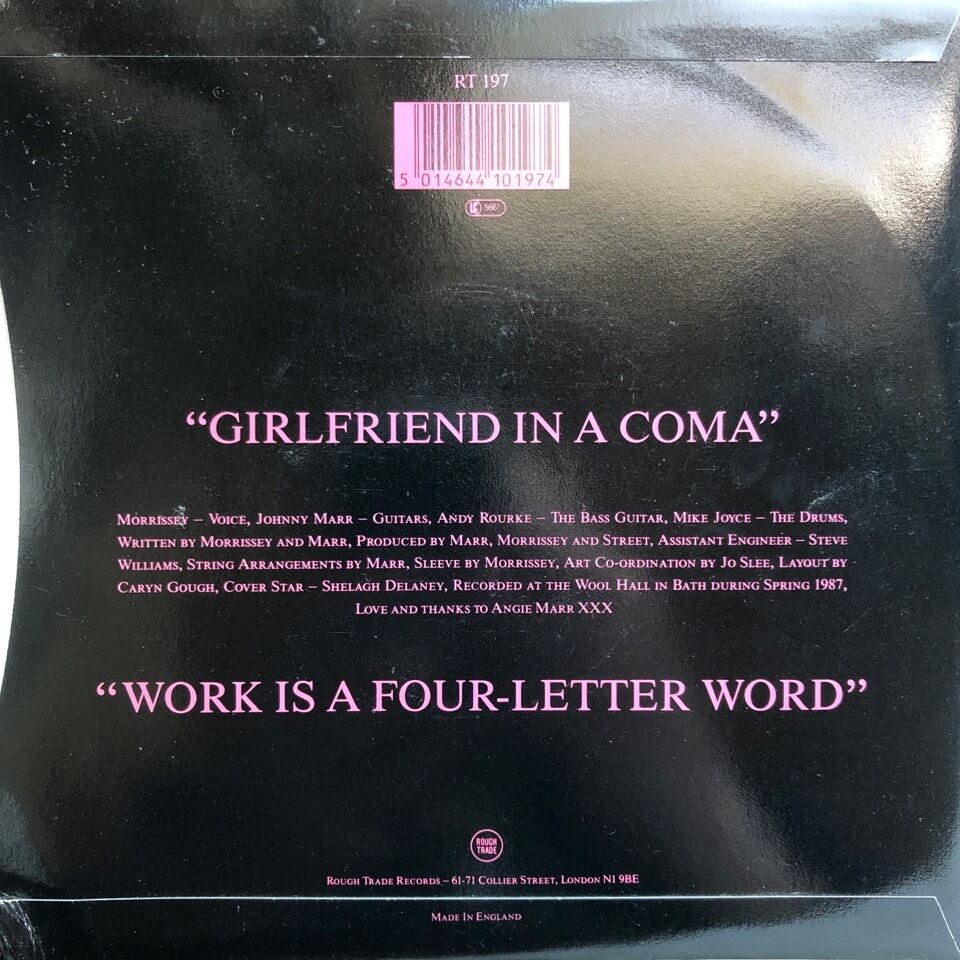 RT 197
5 014644 101974
LC 5661
“GIRLFRIEND IN A COMA”
MORRISSEY – VOICE, JOHNNY MARR – GUITARS, ANDY ROURKE – THE BASS GUITAR, MIKE JOYCE – THE DRUMS,
WRITTEN BY MORRISSEY AND MARR, PRODUCED BY MARR, MORRISSEY AND STREET, ASSISTANT ENGINEER – STEVE
WILLIAMS, STRING ARRANGEMENTS BY MARR, SLEEVE BY MORRISSEY, ART CO-ORDINATION BY JO SLEE, LAYOUT BY
CARYN GOUGH, COVER STAR – SHELAGH DELANEY, RECORDED AT THE WOOL HALL IN BATH DURING SPRING 1987,
LOVE AND THANKS TO ANGIE MARR XXX
“WORK IS A FOUR-LETTER WORD”
ROUGH
TRADE
ROUGH TRADE RECORDS – 61-71 COLLIER STREET, LONDON N1 9BE
MADE IN ENGLAND